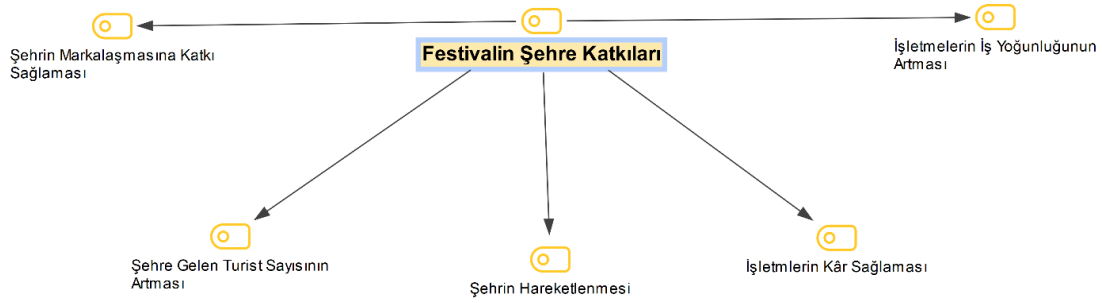 Şehrin Markalaşmasına Katkı
Sağlaması
Festivalin Şehre Katkıları
İşletmelerin İş Yoğunluğunun
Artması
Şehre Gelen Turist Sayısının
Artması
Şehrin Hareketlenmesi
İşletmlerin Kâr Sağlaması